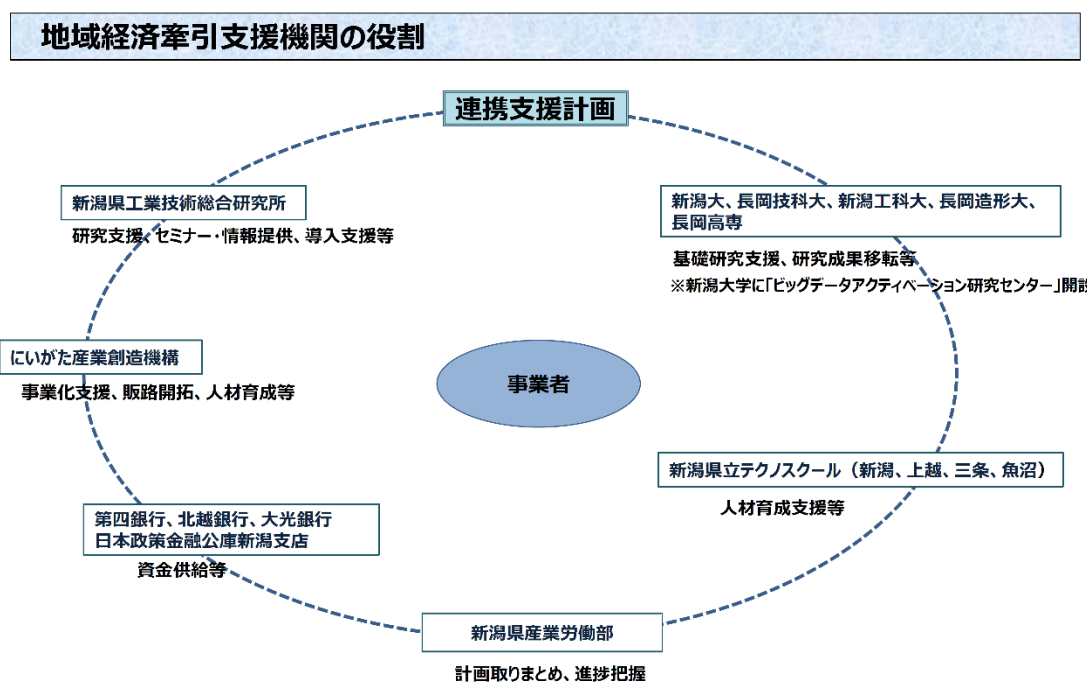 地域経済牽引支援機関の役割
連携支援計画
新潟県工業技術総合研究所
研究支援、セミナー・情報提供、導入支援等
新潟大、長岡技科大、新潟工科大、長岡造形大、
長岡高専
基礎研究支援、研究成果移転等
※新潟大学に「ビッグデータアクティベーション研究センター」開設
にいがた産業創造機構
事業化支援、販路開拓、人材育成等
事業者
新潟県立テクノスクール（新潟、上越、三条、魚沼）
人材育成支援等
第四銀行、北越銀行、大光銀行
日本政策金融公庫新潟支店
資金供給等
新潟県産業労働部
計画取りまとめ、進捗把握